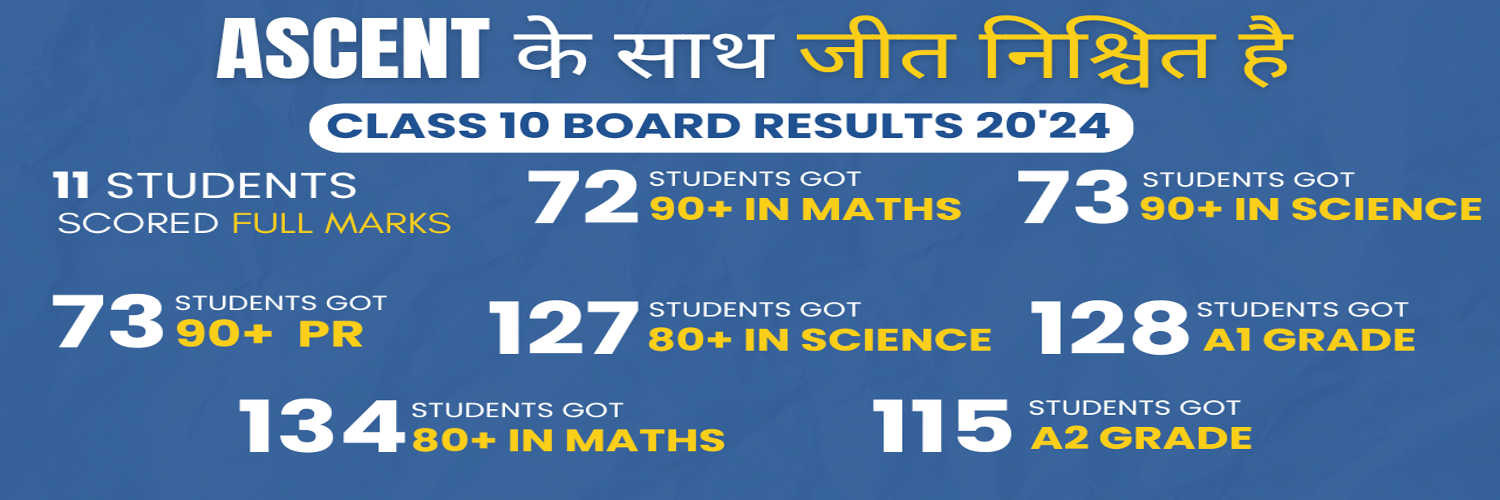 ASCENT के साथ जीत निश्चित है
CLASS 10 BOARD RESULTS 20'24
11 STUDENTS
SCORED FULL MARKS
72 STUDENTS GOT
90+ IN MATHS
73 STUDENTS GOT
90+ IN SCIENCE
73 STUDENTS GOT
90+ PR
127 STUDENTS GOT
80+ IN SCIENCE
128 STUDENTS GOT
A1 GRADE
134 STUDENTS GOT
80+ IN MATHS
115 STUDENTS GOT
A2 GRADE